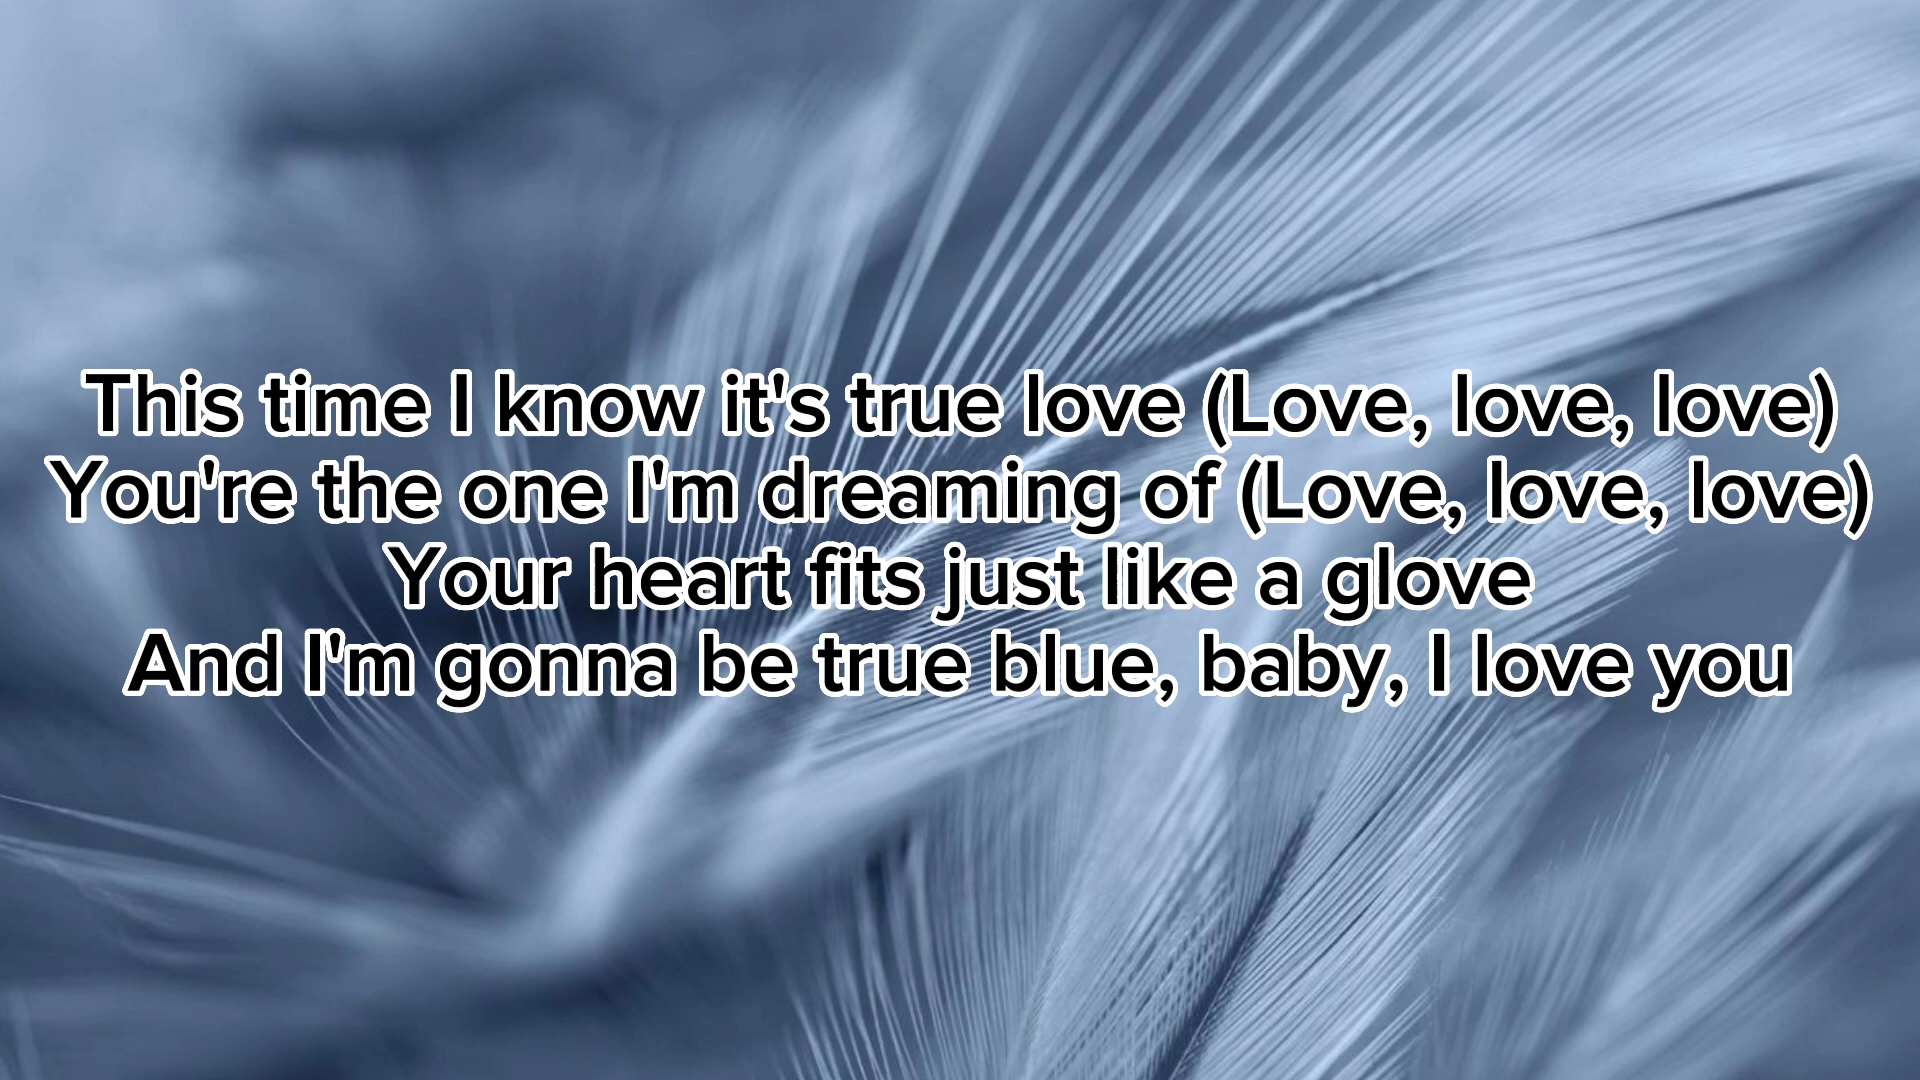 This time I know it's true love (Love, love, love)
You're the one I'm dreaming of (Love, love, love)
Your heart fits just like a glove
And I'm gonna be true blue, baby, I love you